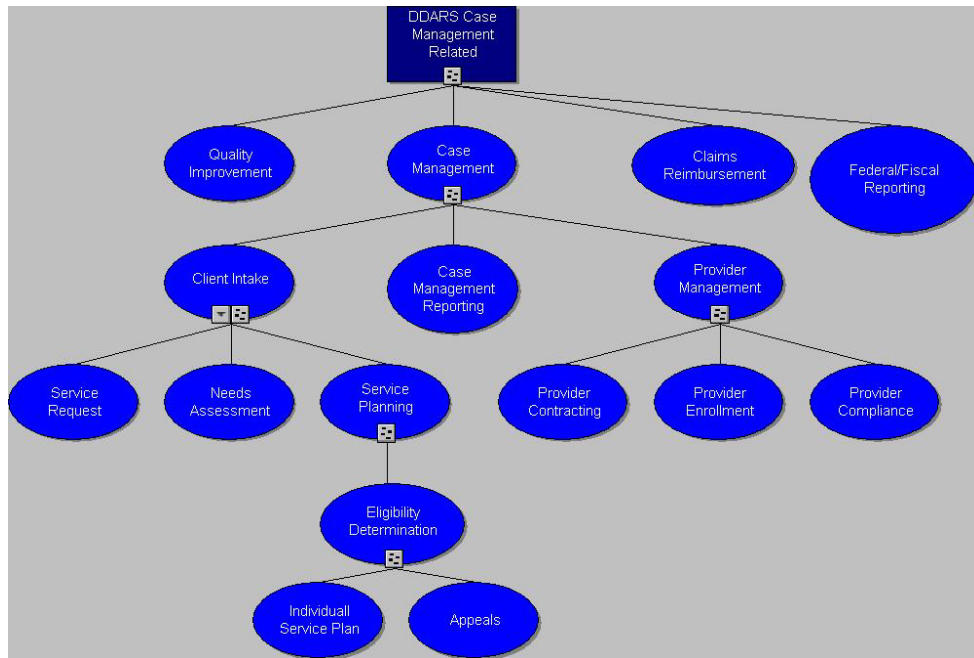 DDARS Case
Management
Related
Quality
Improvement
Case
Management
Claims
Reimbursement
Federal/Fiscal
Reporting
Client Intake
Case
Management
Reporting
Provider
Management
Service
Request
Needs
Assessment
Service
Planning
Provider
Contracting
Provider
Enrollment
Provider
Compliance
Eligibility
Determination
Individuall
Service Plan
Appeals